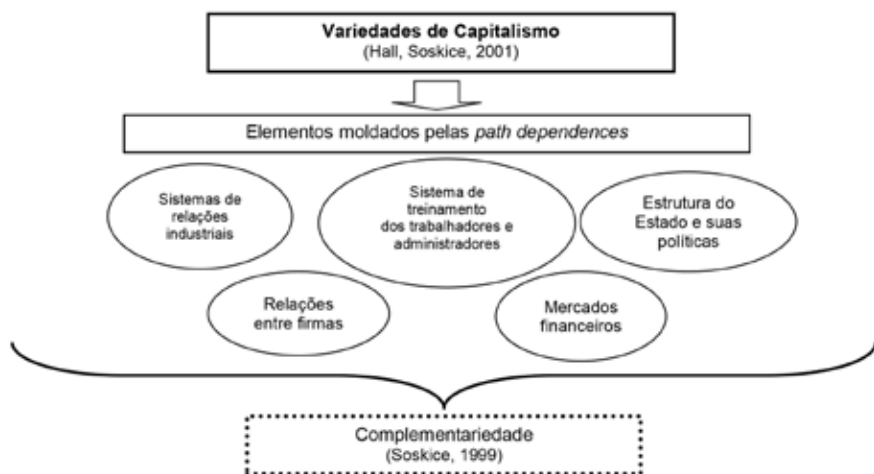 Variedades de Capitalismo
(Hall, Soskice, 2001)
Elementos moldados pelas path dependences
Sistemas de
relações
industriais
Sistema de
treinamento
dos trabalhadores e
administradores
Estrutura do
Estado e suas
políticas
Relações
entre firmas
Mercados
financeiros
Complementariedade
(Soskice, 1999)